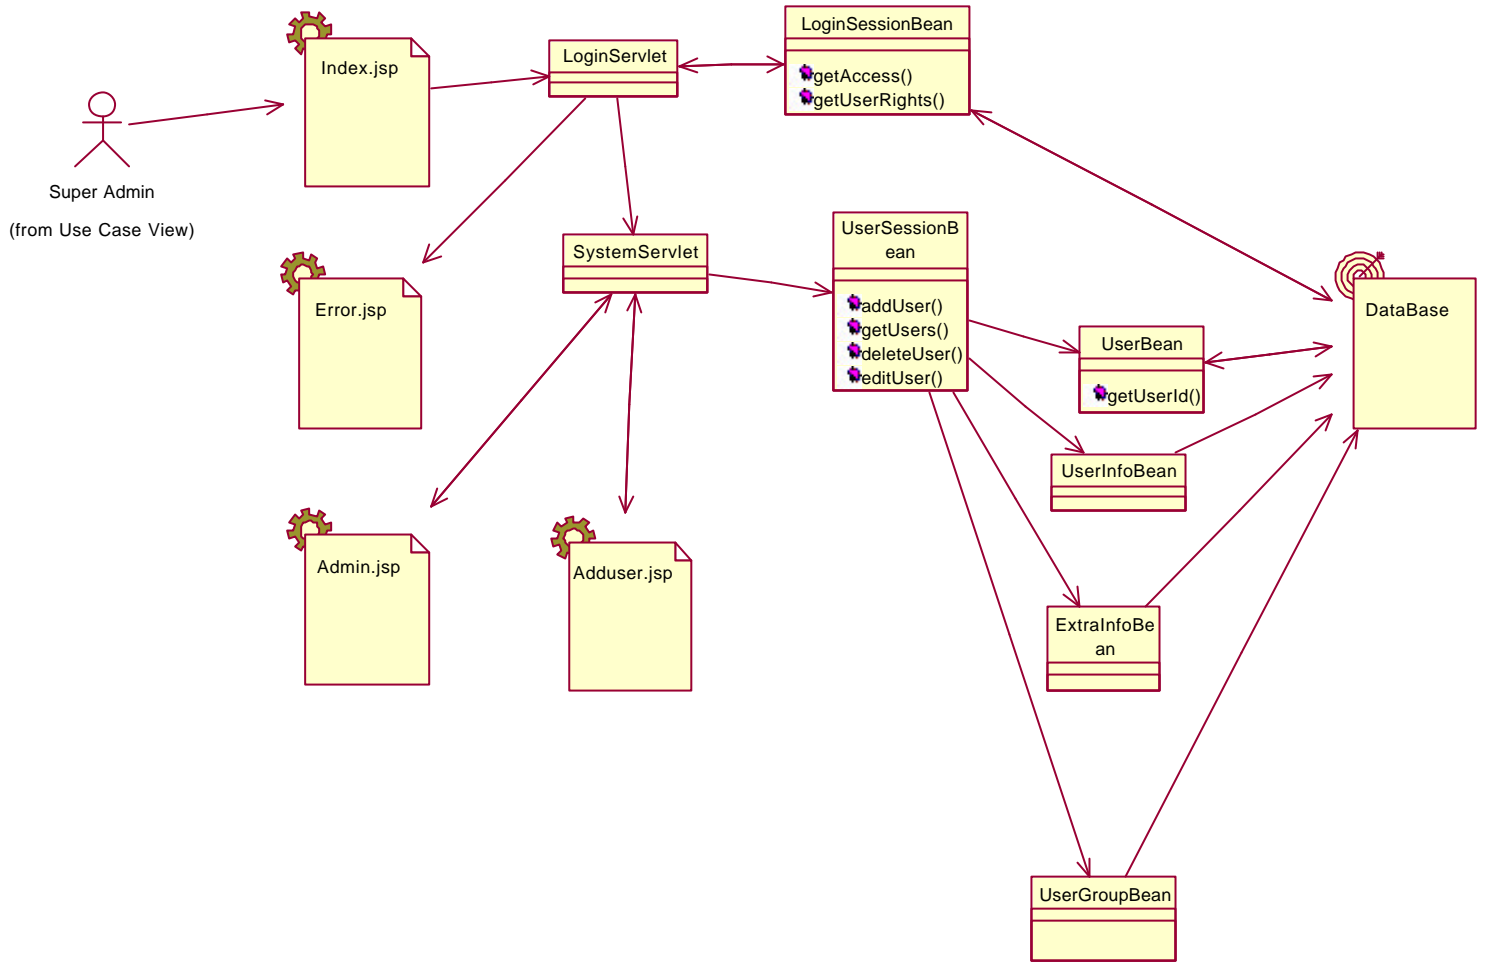 LoginSessionBean
getAccess()
getUserRights()
LoginServlet
Index.jsp
Super Admin
(from Use Case View)
UserSessionB
ean
addUser()
getUsers()
deleteUser()
editUser()
SystemServlet
Error.jsp
DataBase
UserBean
getUserId()
UserInfoBean
Admin.jsp
Adduser.jsp
ExtraInfoBe
an
UserGroupBean